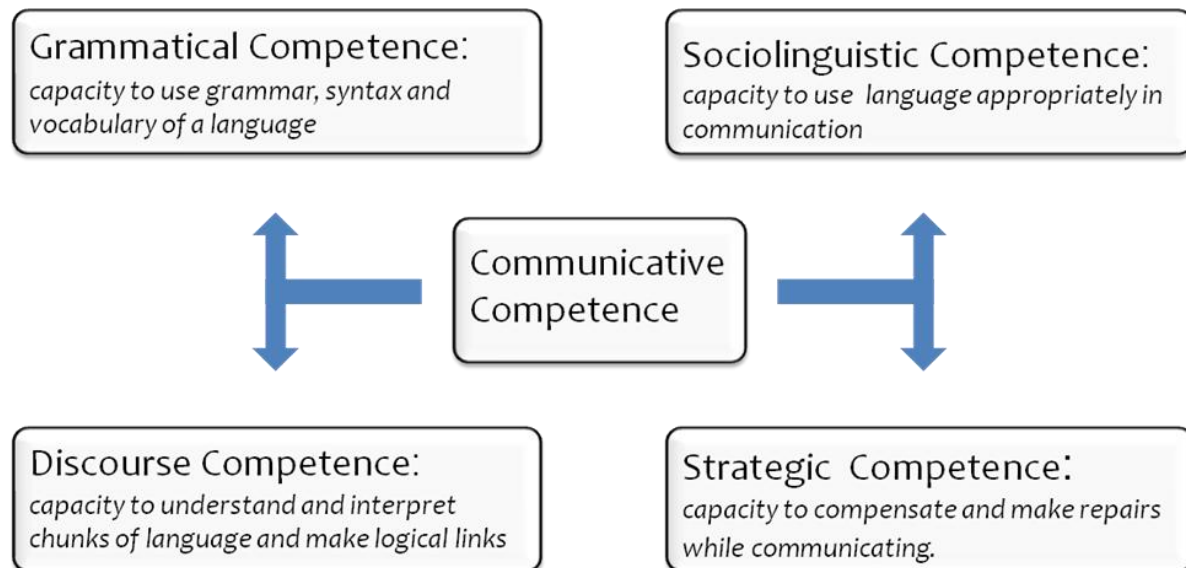 Grammatical Competence:
capacity to use grammar, syntax and
vocabulary of a language
Sociolinguistic Competence:
capacity to use language appropriately in
communication
Communicative
Competence
Discourse Competence:
capacity to understand and interpret
chunks of language and make logical links
Strategic Competence:
capacity to compensate and make repairs
while communicating.